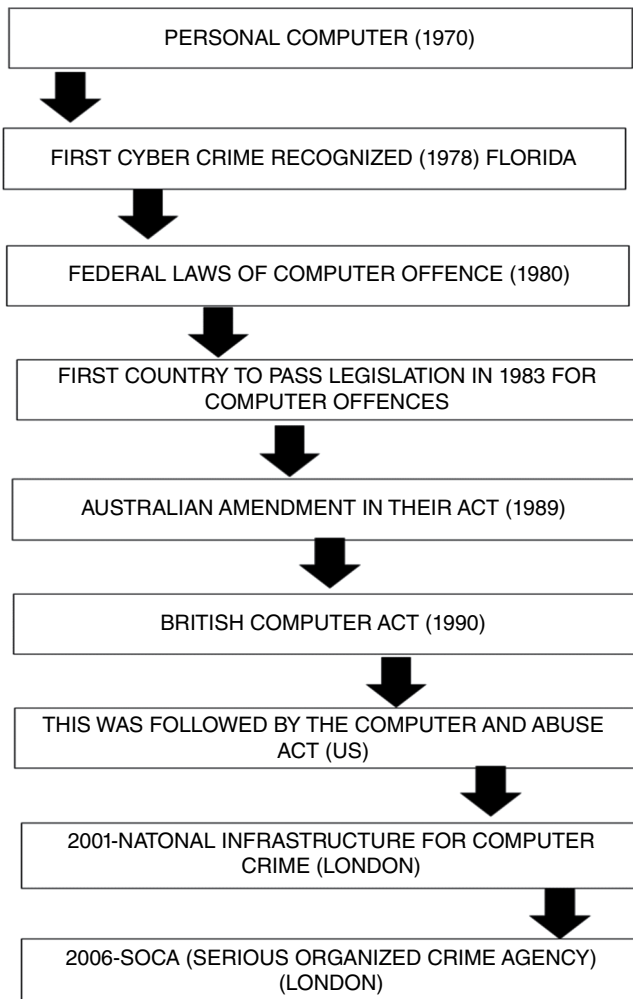 PERSONAL COMPUTER (1970)
FIRST CYBER CRIME RECOGNIZED (1978) FLORIDA
FEDERAL LAWS OF COMPUTER OFFENCE (1980)
FIRST COUNTRY TO PASS LEGISLATION IN 1983 FOR
COMPUTER OFFENCES
AUSTRALIAN AMENDMENT IN THEIR ACT (1989)
BRITISH COMPUTER ACT (1990)
THIS WAS FOLLOWED BY THE COMPUTER AND ABUSE
ACT (US)
2001-NATONAL INFRASTRUCTURE FOR COMPUTER
CRIME (LONDON)
2006-SOCA (SERIOUS ORGANIZED CRIME AGENCY)
(LONDON)